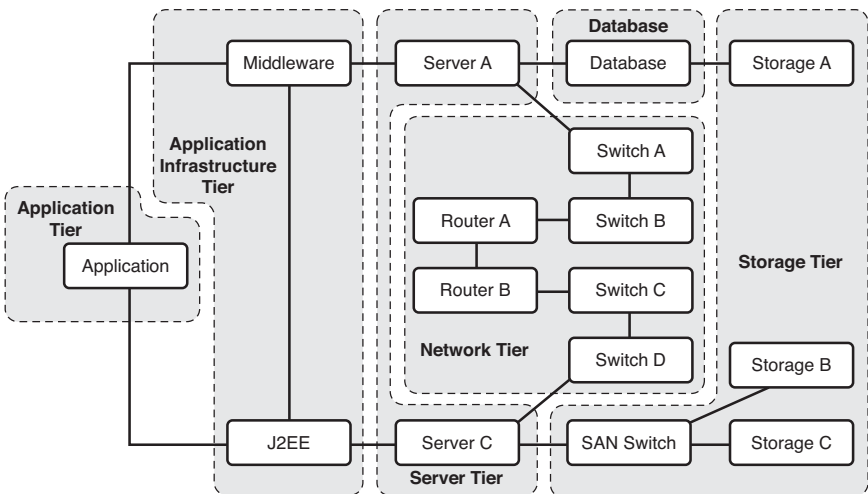 Database
Middleware
Server A
Database
Storage A
Application
Infrastructure
Tier
Switch A
Application
Tier
Router A
Switch B
Application
Storage Tier
Router B
Switch C
Network Tier
Switch D
Storage B
J2EE
Server C
SAN Switch
Storage C
Server Tier